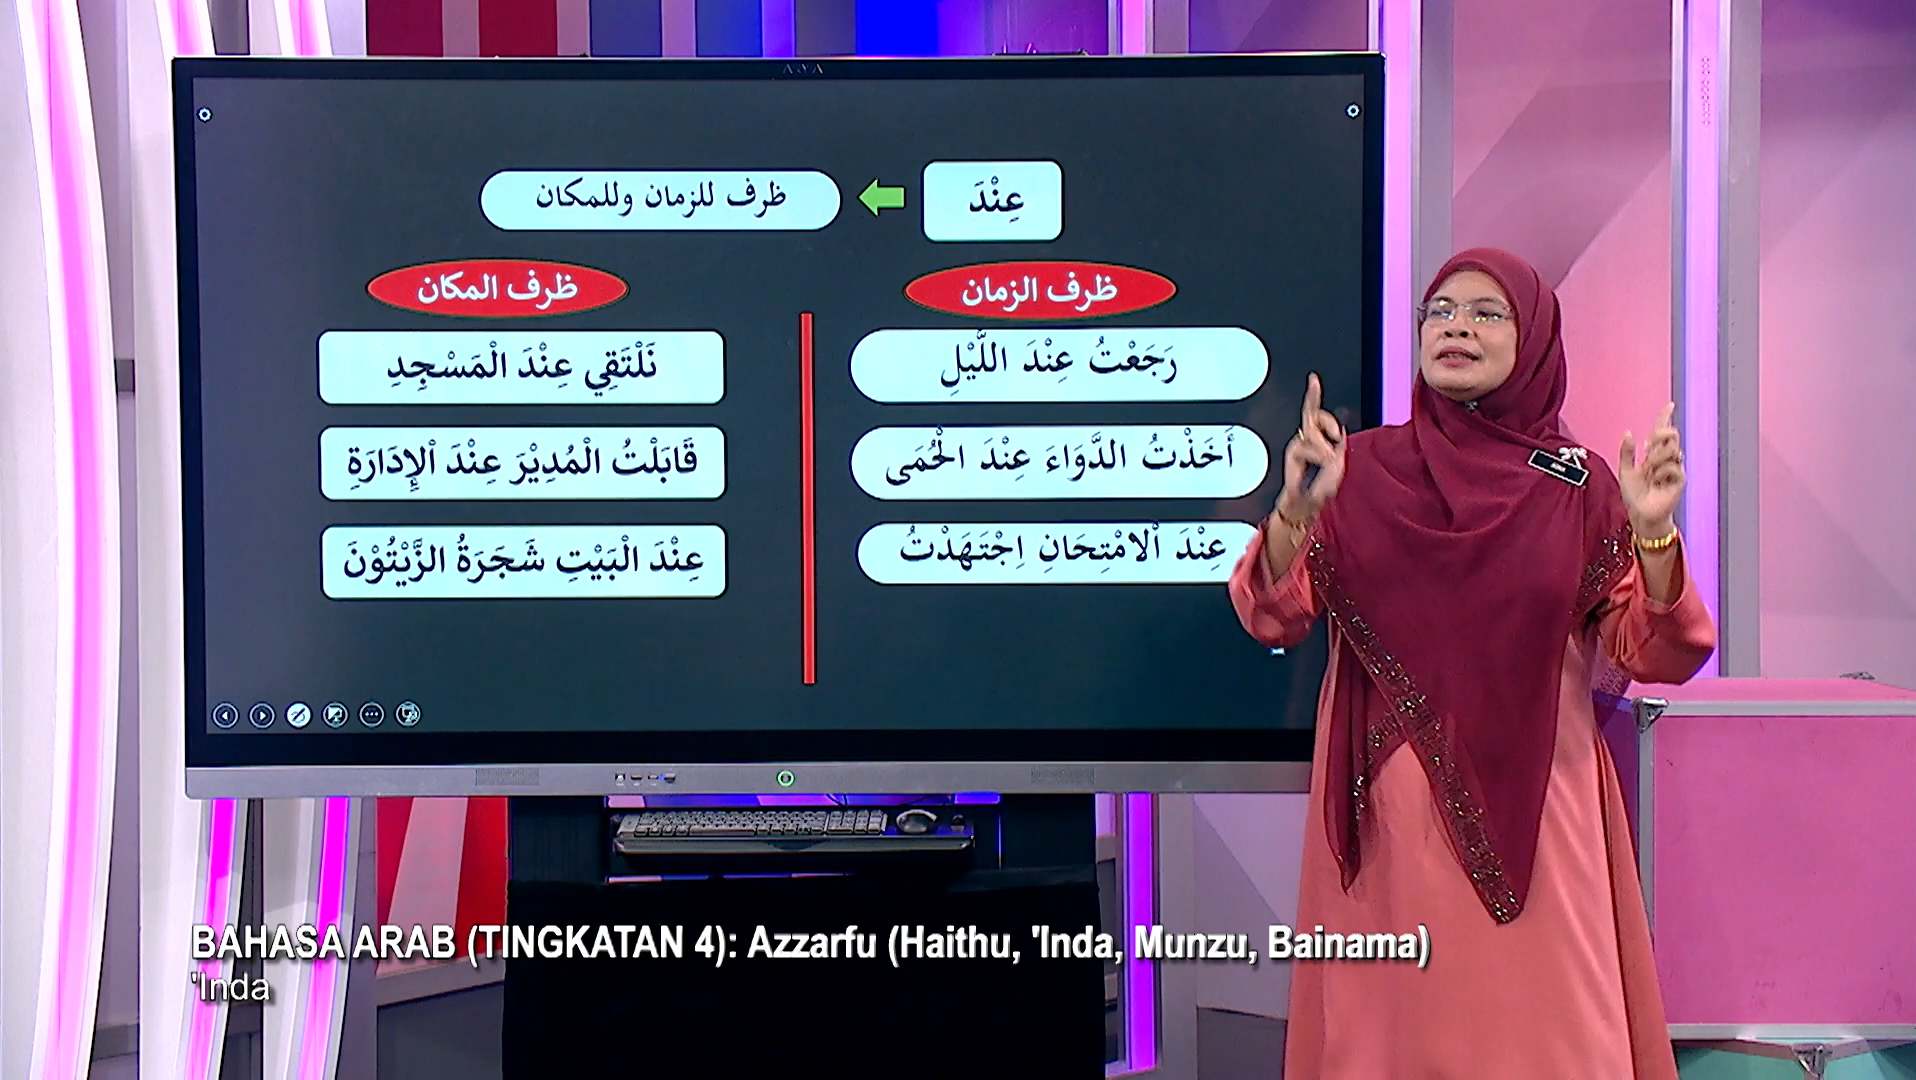 عِنْدَ
ظرف للزمان وللمكان
ظرف الزمان
رَجَعْتُ عِنْدَ اللَّيْلِ
أَخَذْتُ الدَّوَاءَ عِنْدَ الْحُمَى
عِنْدَ الْامْتِحَانِ اِجْتَهَدْتُ
ظرف المكان
نَلْتَقِي عِنْدَ الْمَسْجِدِ
قَابَلْتُ الْمُدِيْرَ عِنْدَ الْإِدَارَةِ
عِنْدَ الْبَيْتِ شَجَرَةُ الزَّيْتُوْنَ
BAHASA ARAB (TINGKATAN 4): Azzarfu (Haithu, 'Inda, Munzu, Bainama)
'Inda